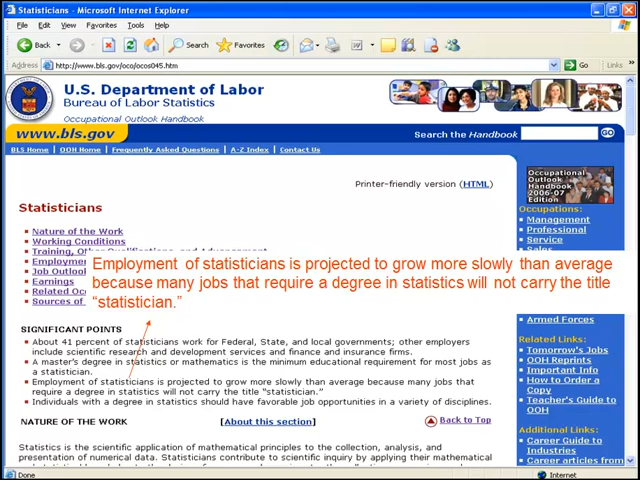 Statisticians - Microsoft Internet Explorer
File Edit View Favorites Tools Help
Back Search Favorites
Address http://www.bls.gov/oco/ocos045.htm Go Links
U.S. Department of Labor
Bureau of Labor Statistics
Occupational Outlook Handbook
www.bls.gov
Search the Handbook GO
BLS Home | OOH Home | Frequently Asked Questions | A-Z Index | Contact Us
Printer-friendly version (HTML)
Occupational
Outlook
Handbook
2006-07
Edition
Statisticians
Occupations:
Management
Professional
Service
Sales
Nature of the Work
Working Conditions
Training, Other Qualifications, and Advancement
Employment
Job Outlook
Earnings
Related Oc
Sources of
Employment of statisticians is projected to grow more slowly than average
because many jobs that require a degree in statistics will not carry the title
“statistician.”
Armed Forces
Related Links:
Tomorrow's Jobs
OOH Reprints
Important Info
How to Order a
Copy
Teacher's Guide to
OOH
Additional Links:
Career Guide to
Industries
Career articles from
SIGNIFICANT POINTS
About 41 percent of statisticians work for Federal, State, and local governments; other employers
include scientific research and development services and finance and insurance firms.
A master's degree in statistics or mathematics is the minimum educational requirement for most jobs as
a statistician.
Employment of statisticians is projected to grow more slowly than average because many jobs that
require a degree in statistics will not carry the title "statistician."
Individuals with a degree in statistics should have favorable job opportunities in a variety of disciplines.
NATURE OF THE WORK [About this section] Back to Top
Statistics is the scientific application of mathematical principles to the collection, analysis, and
presentation of numerical data. Statisticians contribute to scientific inquiry by applying their
Done Internet